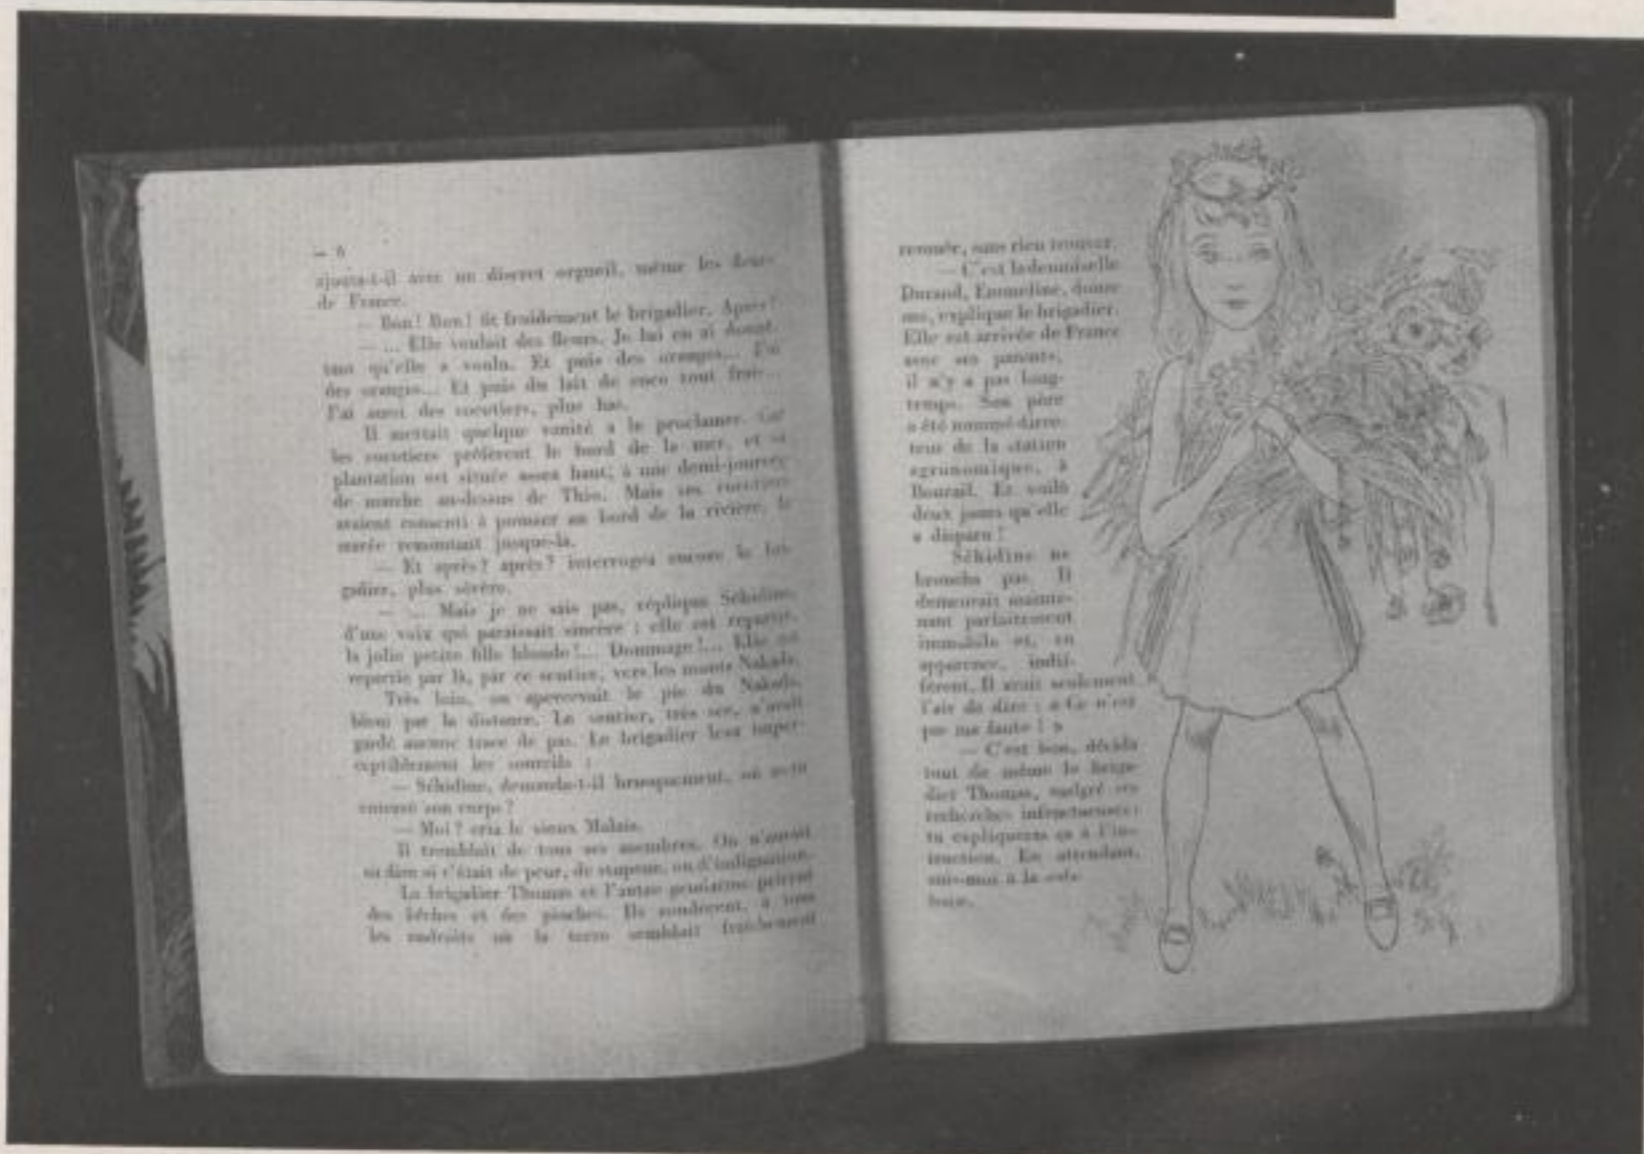 — 6
ajouta-t-il avec un discret orgueil, même les
de France.
— Bon! Bon! fit froidement le brigadier. Après?
— ... Elle voulait des fleurs. Je lui en ai donné,
tant qu'elle a voulu. Et puis des oranges... J'ai
des oranges... Et puis du lait de coco tout frais...
J'ai aussi des cocotiers, plus bas.
Il mettait quelque vanité à le proclamer. Car
les cocotiers préfèrent le bord de la mer, et sa
plantation est située assez haut, à une demi-journée
de marche au-dessus de Thio. Mais ses cocotiers
avaient consenti à pousser au bord de la rivière, la
marée remontant jusque-là.
— Et après? après? interrogea encore le bri-
gadier, plus sévère.
— ... Mais je ne sais pas, répliqua Sékidine,
d'une voix qui paraissait sincère : elle est repartie,
la jolie petite fille blonde!... Dommage!... Elle est
repartie par là, par ce sentier, vers les monts Nakada.
Très loin, on apercevait le pic du Nakada,
bleui par la distance. Le sentier, très sec, n'avait
gardé aucune trace de pas. Le brigadier leva imper-
ceptiblement les sourcils :
— Sékidine, demanda-t-il brusquement, où as-tu
enterré son corps?
— Moi? cria le vieux Malais.
Il tremblait de tous ses membres. On n'aurait
su dire si c'était de peur, de stupeur, ou d'indignation.
Le brigadier Thomas et l'autre gendarme prirent
des bêches et des pioches. Ils sondèrent, à tous
les endroits où la terre semblait fraîchement
remuée, sans rien trouver.
— C'est la demoiselle
Durand, Emmeline, douze
ans, explique le brigadier.
Elle est arrivée de France
avec ses parents,
il n'y a pas long-
temps. Son père
a été nommé direc-
teur de la station
agronomique, à
Bourail. Et voilà
deux jours qu'elle
a disparu!
Sékidine ne
broncha pas. Il
demeurait mainte-
nant parfaitement
immobile et, en
apparence, indif-
férent. Il avait seulement
l'air de dire : « Ce n'est
pas ma faute! »
— C'est bon, décida
tout de même le briga-
dier Thomas, malgré ses
recherches infructueuses:
tu expliqueras ça à l'ins-
truction. En attendant,
suis-moi à la